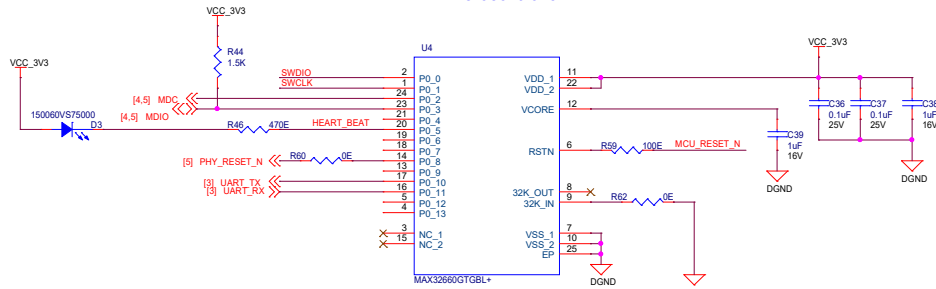 VCC_3V3
R44
1.5K
VCC_3V3
150060VS75000
D3
[4,5] MDC
[4,5] MDIO
R46 470E
HEART_BEAT
[5] PHY_RESET_N
R60 0E
[3] UART_TX
[3] UART_RX
SWDIO
SWCLK
U4
2 P0_0
1 P0_1
24 P0_2
23 P0_3
21 P0_4
20 P0_5
19 P0_6
18 P0_7
14 P0_8
13 P0_9
17 P0_10
16 P0_11
5 P0_12
4 P0_13
3 NC_1
15 NC_2
VDD_1 11
VDD_2 22
VCORE 12
RSTN 6
32K_OUT 8
32K_IN 9
VSS_1 7
VSS_2 10
EP 25
MAX32660GTGBL+
R59 100E
MCU_RESET_N
R62 0E
DGND
VCC_3V3
C36
0.1uF
25V
C37
0.1uF
25V
C38
1uF
16V
C39
1uF
16V
DGND
DGND